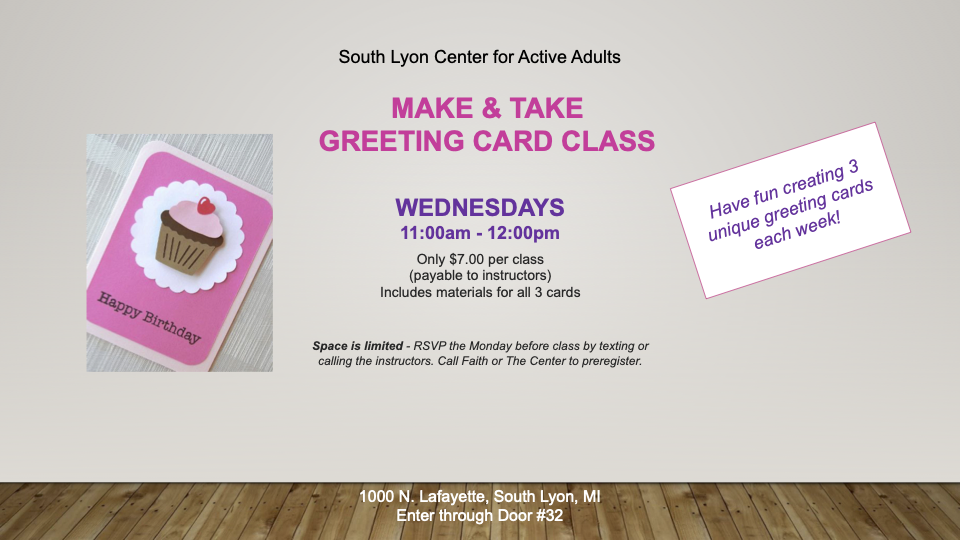 South Lyon Center for Active Adults
MAKE & TAKE
GREETING CARD CLASS
WEDNESDAYS
11:00am - 12:00pm
Only $7.00 per class
(payable to instructors)
Includes materials for all 3 cards
Space is limited - RSVP the Monday before class by texting or
calling the instructors. Call Faith or The Center to preregister.
Happy Birthday
Have fun creating 3
unique greeting cards
each week!
1000 N. Lafayette, South Lyon, MI
Enter through Door #32